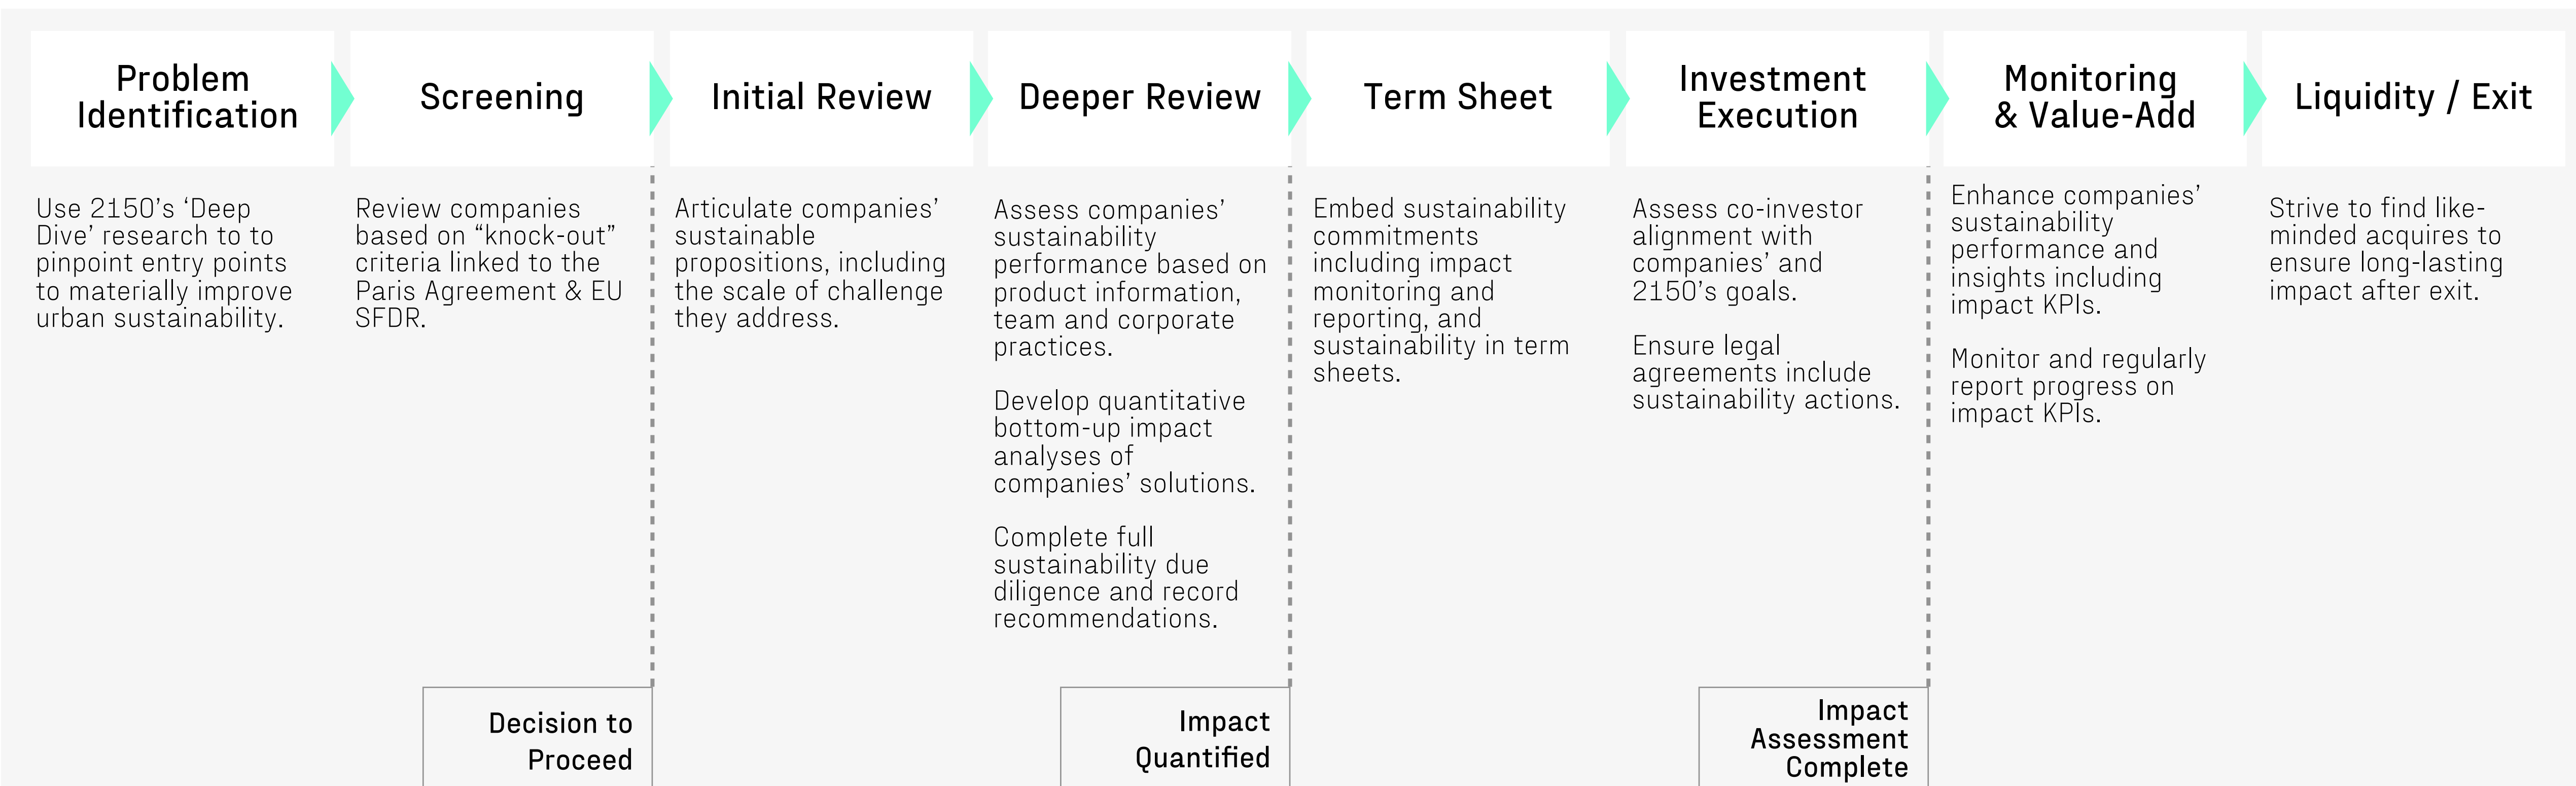 Problem
Identification
Screening
Initial Review
Deeper Review
Term Sheet
Investment
Execution
Monitoring
& Value-Add
Liquidity / Exit
Use 2150’s ‘Deep
Dive’ research to to
pinpoint entry points
to materially improve
urban sustainability.
Review companies
based on “knock-out”
criteria linked to the
Paris Agreement & EU
SFDR.
Articulate companies’
sustainable
propositions, including
the scale of challenge
they address.
Assess companies’
sustainability
performance based on
product information,
team and corporate
practices.
Develop quantitative
bottom-up impact
analyses of
companies’ solutions.
Complete full
sustainability due
diligence and record
recommendations.
Embed sustainability
commitments
including impact
monitoring and
reporting, and
sustainability in term
sheets.
Assess co-investor
alignment with
companies’ and
2150’s goals.
Ensure legal
agreements include
sustainability actions.
Enhance companies’
sustainability
performance and
insights including
impact KPIs.
Monitor and regularly
report progress on
impact KPIs.
Strive to find like-
minded acquires to
ensure long-lasting
impact after exit.
Decision to
Proceed
Impact
Quantified
Impact
Assessment
Complete